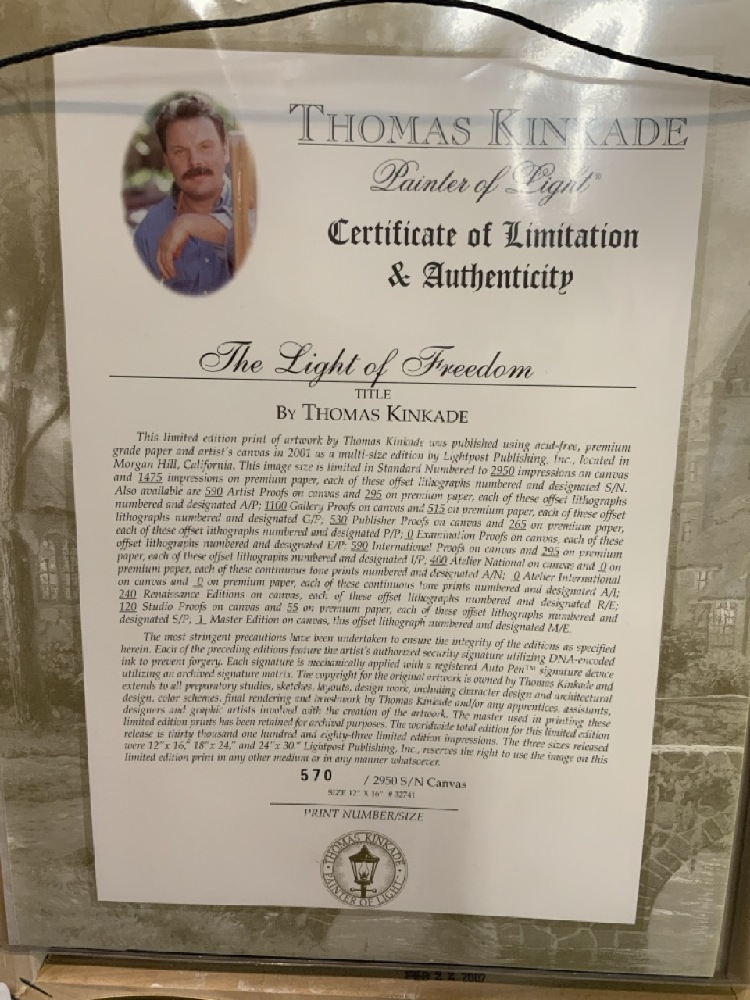 THOMAS KINKADE
Painter of Light
Certificate of Limitation
& Authenticity
The Light of Freedom
TITLE
BY THOMAS KINKADE
This limited edition print of artwork by Thomas Kinkade was published using acid-free, premium
grade paper and artist's canvas in 2001 as a multi-size edition by Lightpost Publishing, Inc., located in
Morgan Hill, California. This image size is limited in Standard Numbered to 2950 impressions on canvas
and 1475 impressions on premium paper, each of these offset lithographs numbered and designated S/N.
Also available are 590 Artist Proofs on canvas and 295 on premium paper, each of these offset lithographs
numbered and designated A/P; 1100 Gallery Proofs on canvas and 515 on premium paper, each of these offset
lithographs numbered and designated G/P; 530 Publisher Proofs on canvas and 265 on premium paper,
each of these offset lithographs numbered and designated P/P; 0 Examination Proofs on canvas, each of these
offset lithographs numbered and designated E/P; 590 International Proofs on canvas and 295 on premium
paper, each of these offset lithographs numbered and designated I/P; 400 Atelier National on canvas and 0 on
premium paper, each of these continuous tone prints numbered and designated A/N; 0 Atelier International
on canvas and 0 on premium paper, each of these continuous tone prints numbered and designated A/I;
240 Renaissance Editions on canvas, each of these offset lithographs numbered and designated R/E;
120 Studio Proofs on canvas and 55 on premium paper, each of these offset lithographs numbered and
designated S/P; 1 Master Edition on canvas, this offset lithograph numbered and designated M/E.
The most stringent precautions have been undertaken to ensure the integrity of the editions as specified
herein. Each of the preceding editions feature the artist's authorized security signature utilizing DNA-encoded
ink to prevent forgery. Each signature is mechanically applied with a registered Auto Pen™ signature device
utilizing an archived signature matrix. The copyright for the original artwork is owned by Thomas Kinkade and
extends to all preparatory studies, sketches, layouts, design work, including character design and architectural
design, color schemes, final rendering and brushwork by Thomas Kinkade and/or any apprentices, assistants,
designers and graphic artists involved with the creation of the artwork. The master used in printing these
limited edition prints has been retained for archival purposes. The worldwide total edition for this limited edition
release is thirty thousand one hundred and eighty-three limited edition impressions. The three sizes released
were 12" x 16," 18" x 24," and 24" x 30." Lightpost Publishing, Inc., reserves the right to use the image on this
limited edition print in any other medium or in any manner whatsoever.
570 / 2950 S/N Canvas
SIZE 12" X 16" # 32741
PRINT NUMBER/SIZE
THOMAS KINKADE
PAINTER OF LIGHT
FEB 22 2007